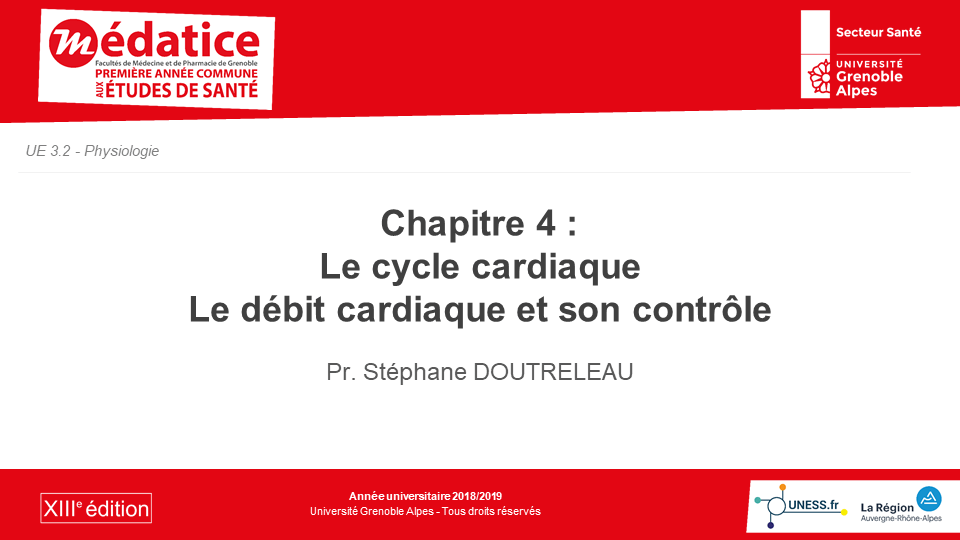 médatice
Facultés de Médecine et de Pharmacie de Grenoble
PREMIÈRE ANNÉE COMMUNE
AUX ÉTUDES DE SANTÉ
Secteur Santé
UNIVERSITÉ
Grenoble
Alpes
UE 3.2 - Physiologie
Chapitre 4 :
Le cycle cardiaque
Le débit cardiaque et son contrôle
Pr. Stéphane DOUTRELEAU
XIIIe édition
Année universitaire 2018/2019
Université Grenoble Alpes - Tous droits réservés
UNESS.fr
La Région
Auvergne-Rhône-Alpes